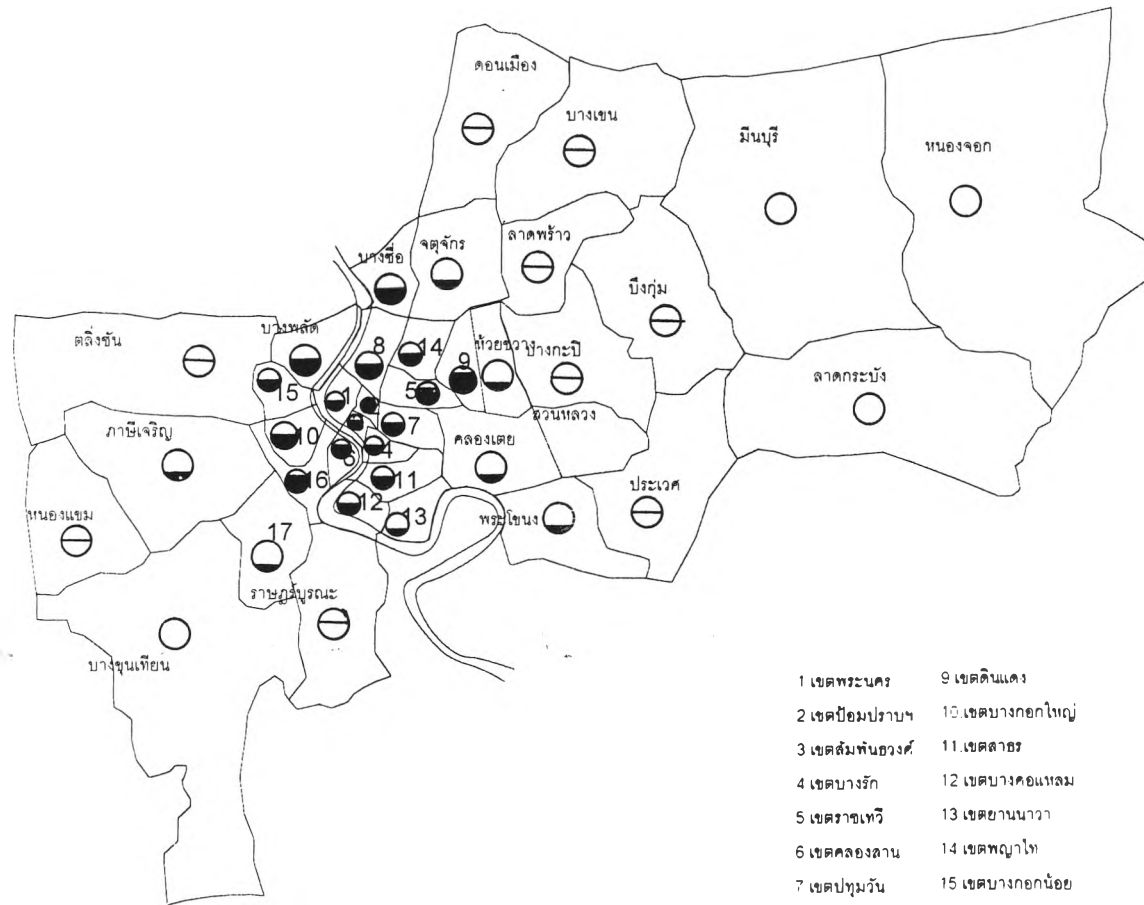 ดอนเมือง
บางเขน
มีนบุรี
หนองจอก
ลาดพร้าว
จตุจักร
บางซื่อ
บึงกุ่ม
ตลิ่งชัน
บางพลัด
8
14
9
ห้วยขวาง
บางกะปิ
ลาดกระบัง
15
1
5
7
สวนหลวง
ภาษีเจริญ
10
6
4
คลองเตย
16
11
ประเวศ
หนองแขม
12
13
พระโขนง
17
ราษฎร์บูรณะ
บางขุนเทียน
1 เขตพระนคร
2 เขตป้อมปราบฯ
3 เขตสัมพันธวงศ์
4 เขตบางรัก
5 เขตราชเทวี
6 เขตคลองสาน
7 เขตปทุมวัน
9 เขตดินแดง
10.เขตบางกอกใหญ่
11.เขตสาธร
12 เขตบางคอแหลม
13 เขตยานนาวา
14 เขตพญาไท
15 เขตบางกอกน้อย